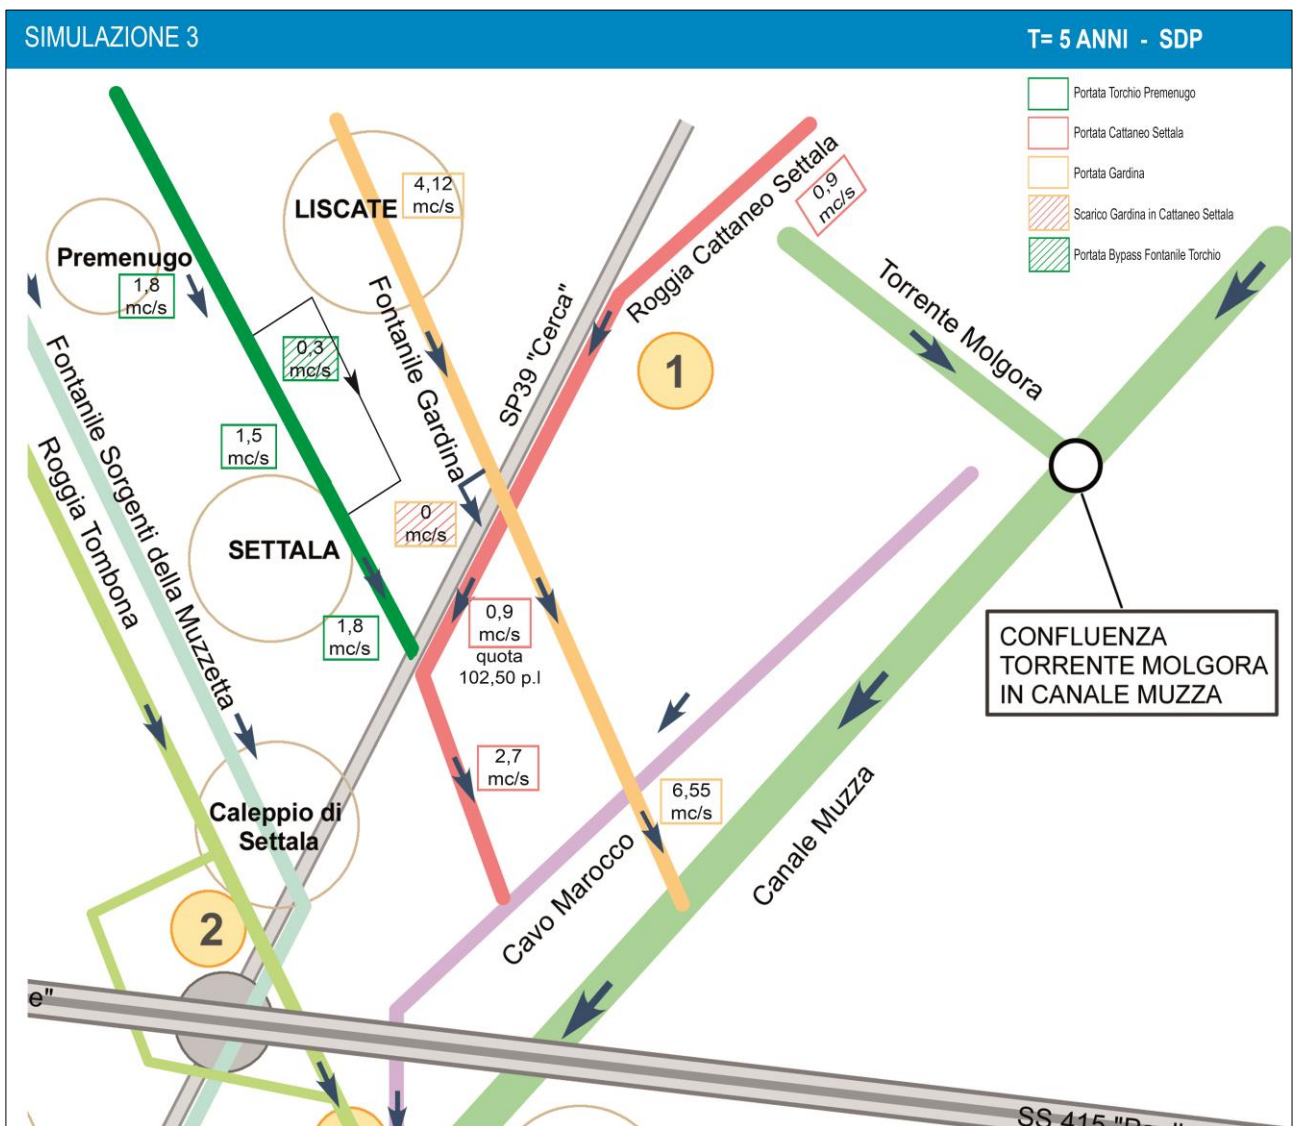 SIMULAZIONE 3
T= 5 ANNI - SDP
Portata Torchio Premenugo
Portata Cattaneo Settala
Portata Gardina
Scarico Gardina in Cattaneo Settala
Portata Bypass Fontanile Torchio
LISCATE
4,12
mc/s
Roggia Cattaneo Settala
0,9
mc/s
Premenugo
1,8
mc/s
Torrente Molgora
Fontanile Gardina
SP39 "Cerca"
1
0,3
mc/s
Fontanile Sorgenti della Muzzetta
Roggia Tombona
1,5
mc/s
0
mc/s
SETTALA
1,8
mc/s
0,9
mc/s
quota
102,50 p.l
CONFLUENZA
TORRENTE MOLGORA
IN CANALE MUZZA
2,7
mc/s
6,55
mc/s
Caleppio di
Settala
Cavo Marocco
Canale Muzza
2
e"
SS 415